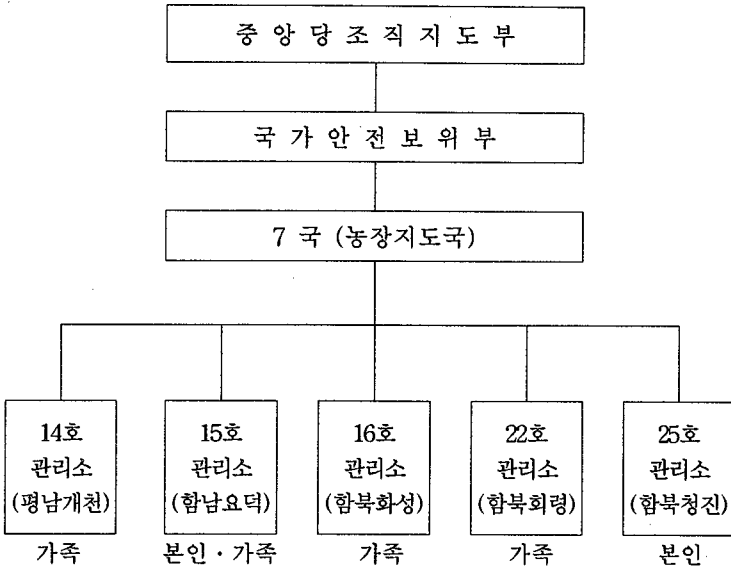 중 앙 당 조 직 지 도 부
국 가 안 전 보 위 부
7 국 (농장지도국)
14호
관리소
(평남개천)
가족
15호
관리소
(함남요덕)
본인·가족
16호
관리소
(함북화성)
가족
22호
관리소
(함북회령)
가족
25호
관리소
(함북청진)
본인